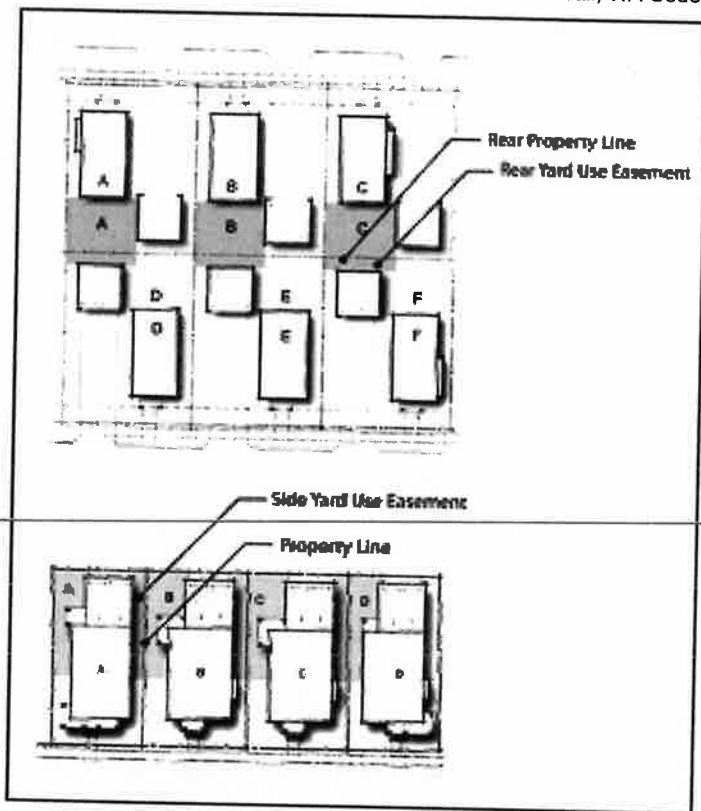 Rear Property Line
Rear Yard Use Easement
A B C
A B C
D E F
D E F
Side Yard Use Easement
Property Line
A B C D
A B C D